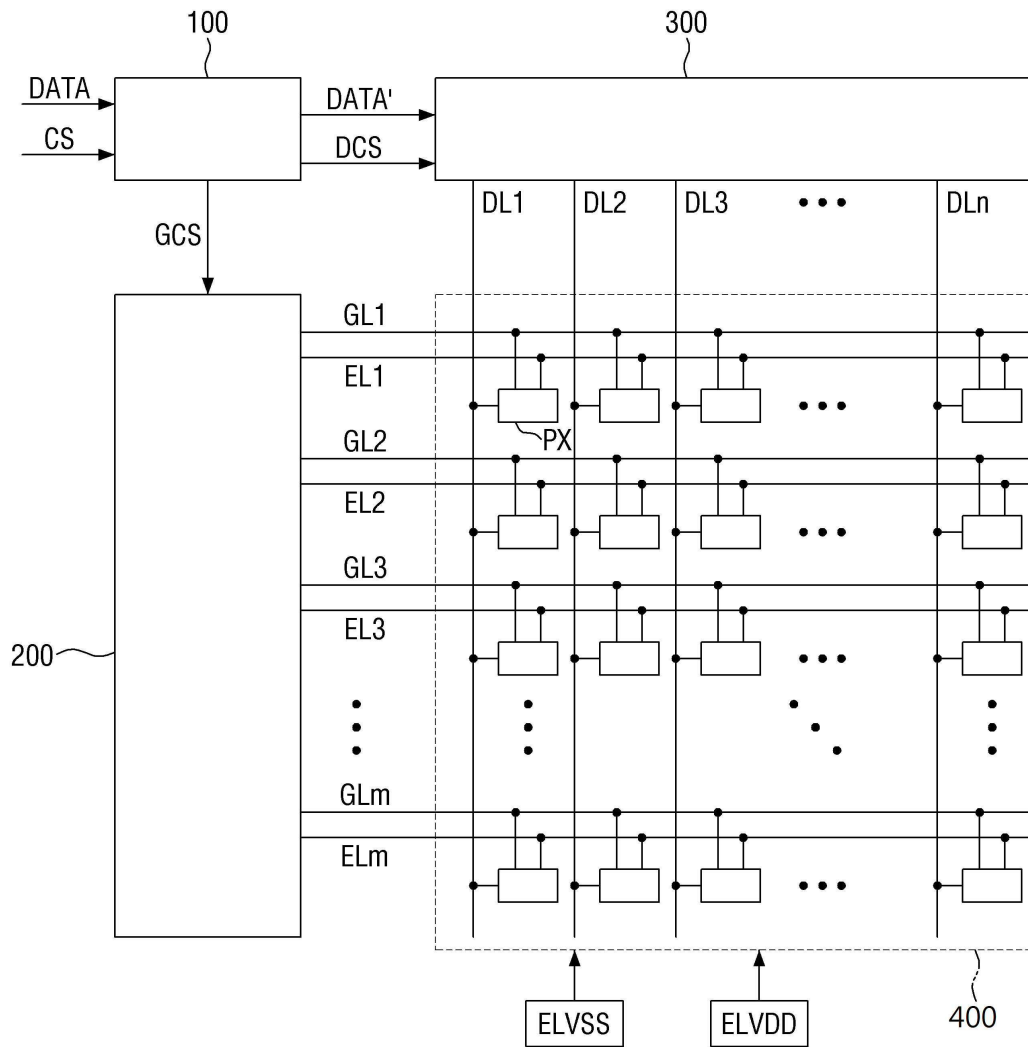 100
300
DATA
DATA'
CS
DCS
DL1
DL2
DL3
DLn
GCS
GL1
EL1
PX
GL2
EL2
GL3
EL3
200
GLm
ELm
ELVSS
ELVDD
400